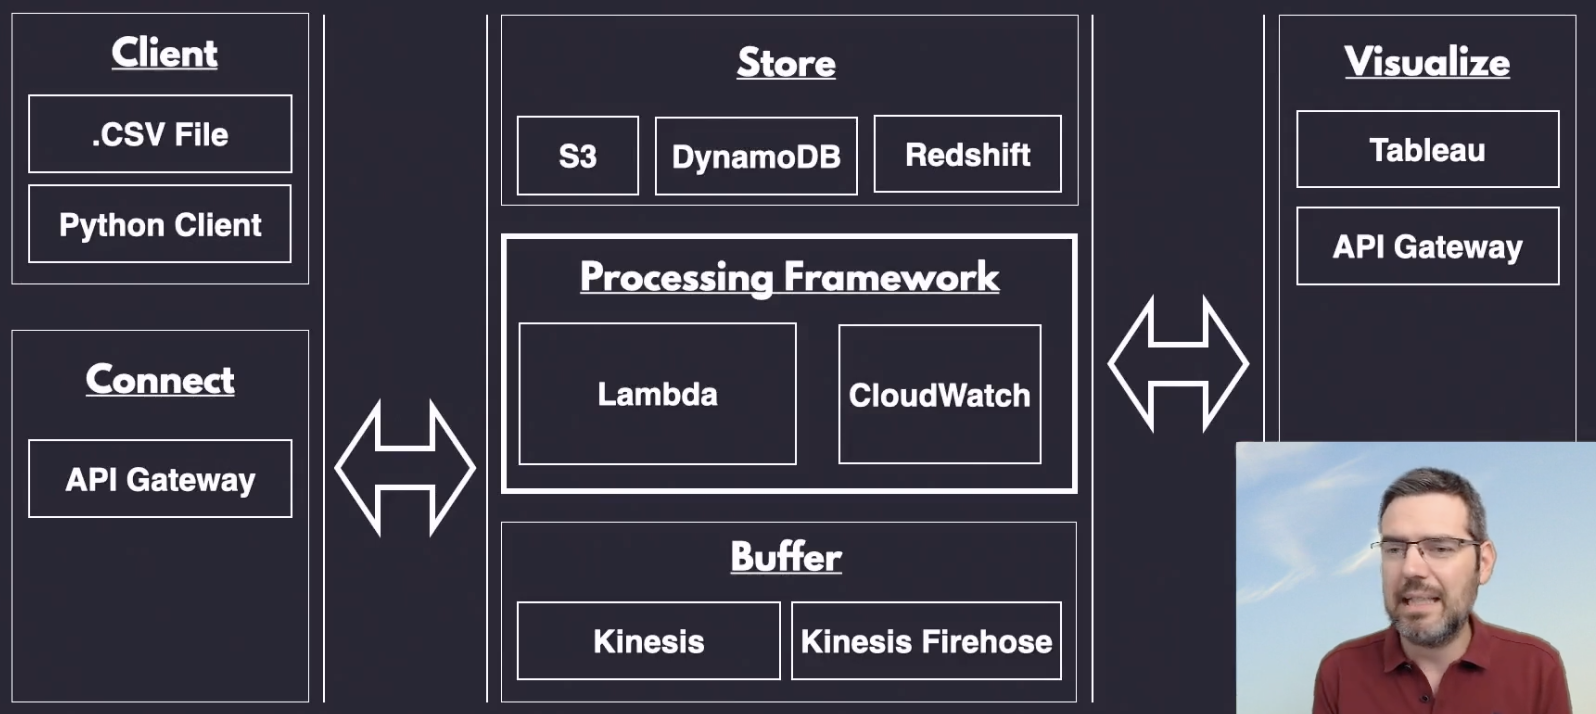 Client
.CSV File
Python Client
Connect
API Gateway
Store
S3
DynamoDB
Redshift
Processing Framework
Lambda
CloudWatch
Buffer
Kinesis
Kinesis Firehose
Visualize
Tableau
API Gateway